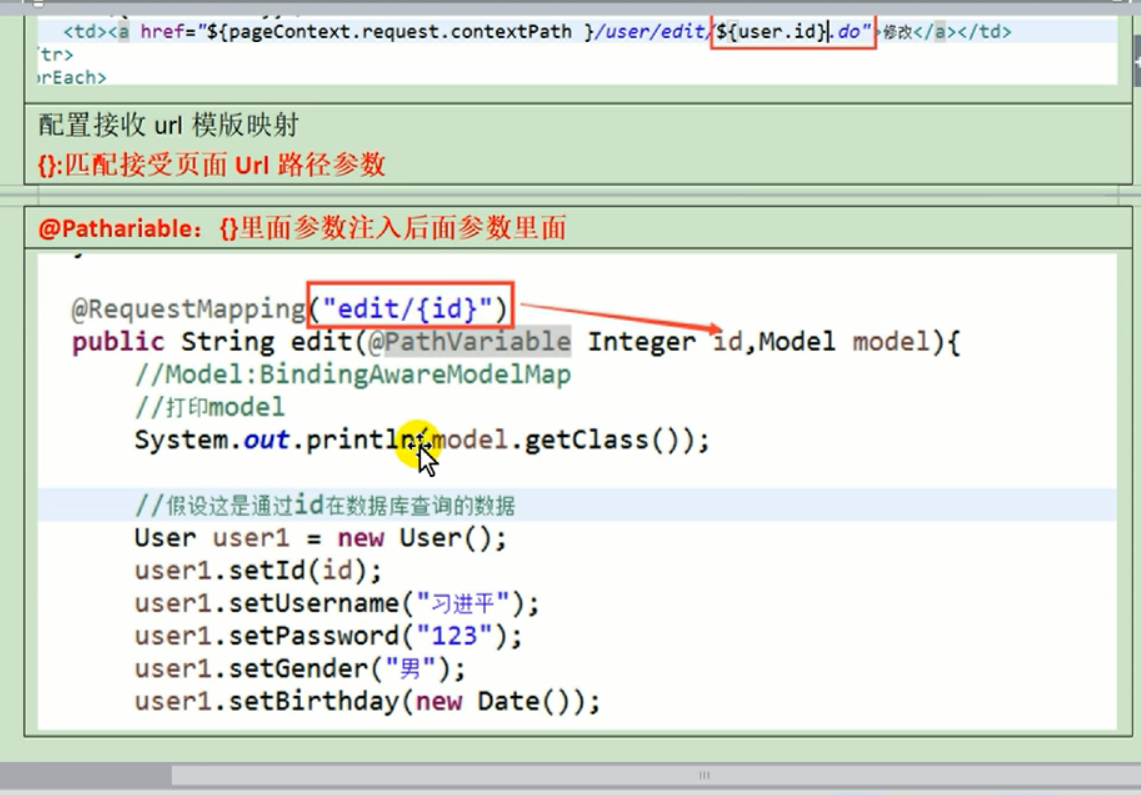 <td><a href="${pageContext.request.contextPath }/user/edit/${user.id}.do">修改</a></td>
tr>
orEach>
配置接收 url 模版映射
{}:匹配接受页面 Url 路径参数
@Pathariable：{}里面参数注入后面参数里面
@RequestMapping("edit/{id}")
public String edit(@PathVariable Integer id,Model model){
//Model:BindingAwareModelMap
//打印model
System.out.println(model.getClass());
//假设这是通过id在数据库查询的数据
User user1 = new User();
user1.setId(id);
user1.setUsername("习进平");
user1.setPassword("123");
user1.setGender("男");
user1.setBirthday(new Date());